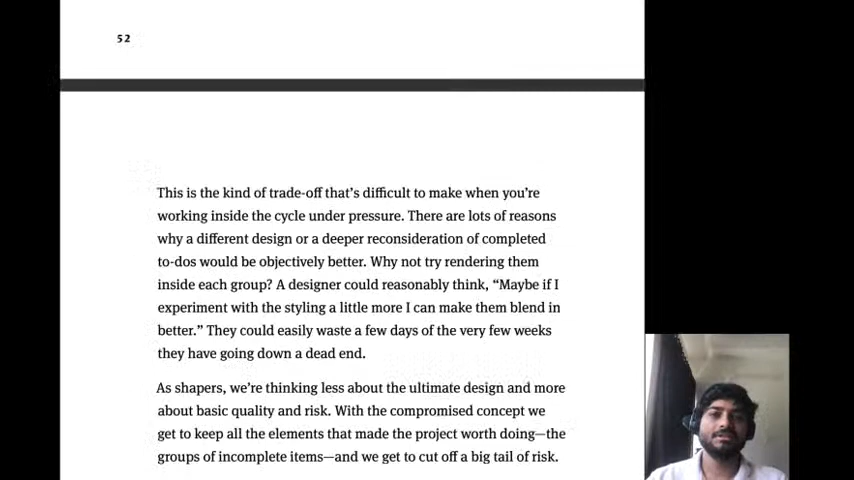 52
This is the kind of trade-off that’s difficult to make when you’re
working inside the cycle under pressure. There are lots of reasons
why a different design or a deeper reconsideration of completed
to-dos would be objectively better. Why not try rendering them
inside each group? A designer could reasonably think, “Maybe if I
experiment with the styling a little more I can make them blend in
better.” They could easily waste a few days of the very few weeks
they have going down a dead end.
As shapers, we’re thinking less about the ultimate design and more
about basic quality and risk. With the compromised concept we
get to keep all the elements that made the project worth doing—the
groups of incomplete items—and we get to cut off a big tail of risk.